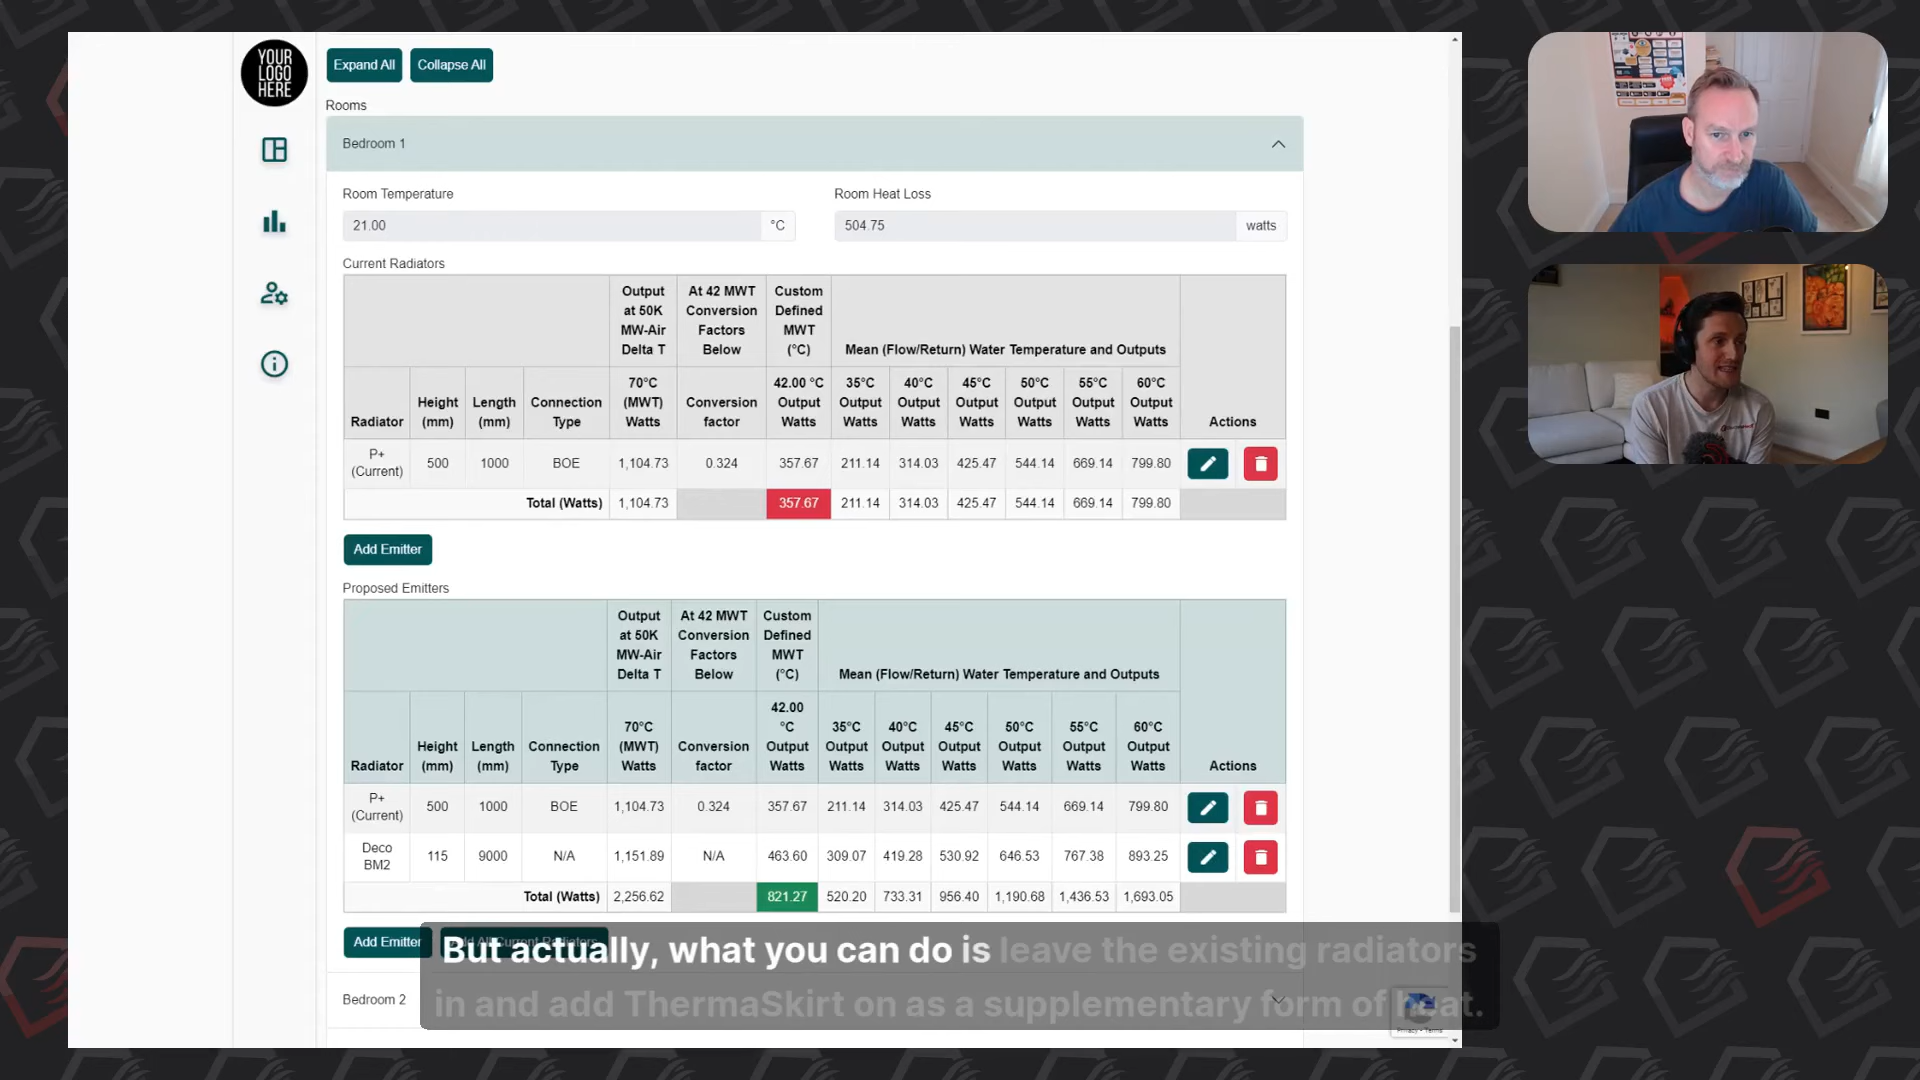 YOUR
LOGO
HERE
Expand All
Collapse All
Rooms
Bedroom 1
Room Temperature
Room Heat Loss
21.00
°C
504.75
watts
Current Radiators
Output at 50K MW-Air Delta T
At 42 MWT Conversion Factors Below
Custom Defined MWT (°C)
Mean (Flow/Return) Water Temperature and Outputs
Radiator
Height (mm)
Length (mm)
Connection Type
70°C (MWT) Watts
Conversion factor
42.00 °C Output Watts
35°C Output Watts
40°C Output Watts
45°C Output Watts
50°C Output Watts
55°C Output Watts
60°C Output Watts
Actions
P+ (Current) 500 1000 BOE 1,104.73 0.324 357.67 211.14 314.03 425.47 544.14 669.14 799.80
Total (Watts) 1,104.73 357.67 211.14 314.03 425.47 544.14 669.14 799.80
Add Emitter
Proposed Emitters
Output at 50K MW-Air Delta T
At 42 MWT Conversion Factors Below
Custom Defined MWT (°C)
Mean (Flow/Return) Water Temperature and Outputs
Radiator
Height (mm)
Length (mm)
Connection Type
70°C (MWT) Watts
Conversion factor
42.00 °C Output Watts
35°C Output Watts
40°C Output Watts
45°C Output Watts
50°C Output Watts
55°C Output Watts
60°C Output Watts
Actions
P+ (Current) 500 1000 BOE 1,104.73 0.324 357.67 211.14 314.03 425.47 544.14 669.14 799.80
Deco BM2 115 9000 N/A 1,151.89 N/A 463.60 309.07 419.28 530.92 646.53 767.38 893.25
Total (Watts) 2,256.62 821.27 520.20 733.31 956.40 1,190.68 1,436.53 1,693.05
Add Emitter
Add All Current Radiators
But actually, what you can do is leave the existing radiators
in and add ThermaSkirt on as a supplementary form of heat.
Bedroom 2
Privacy - Terms